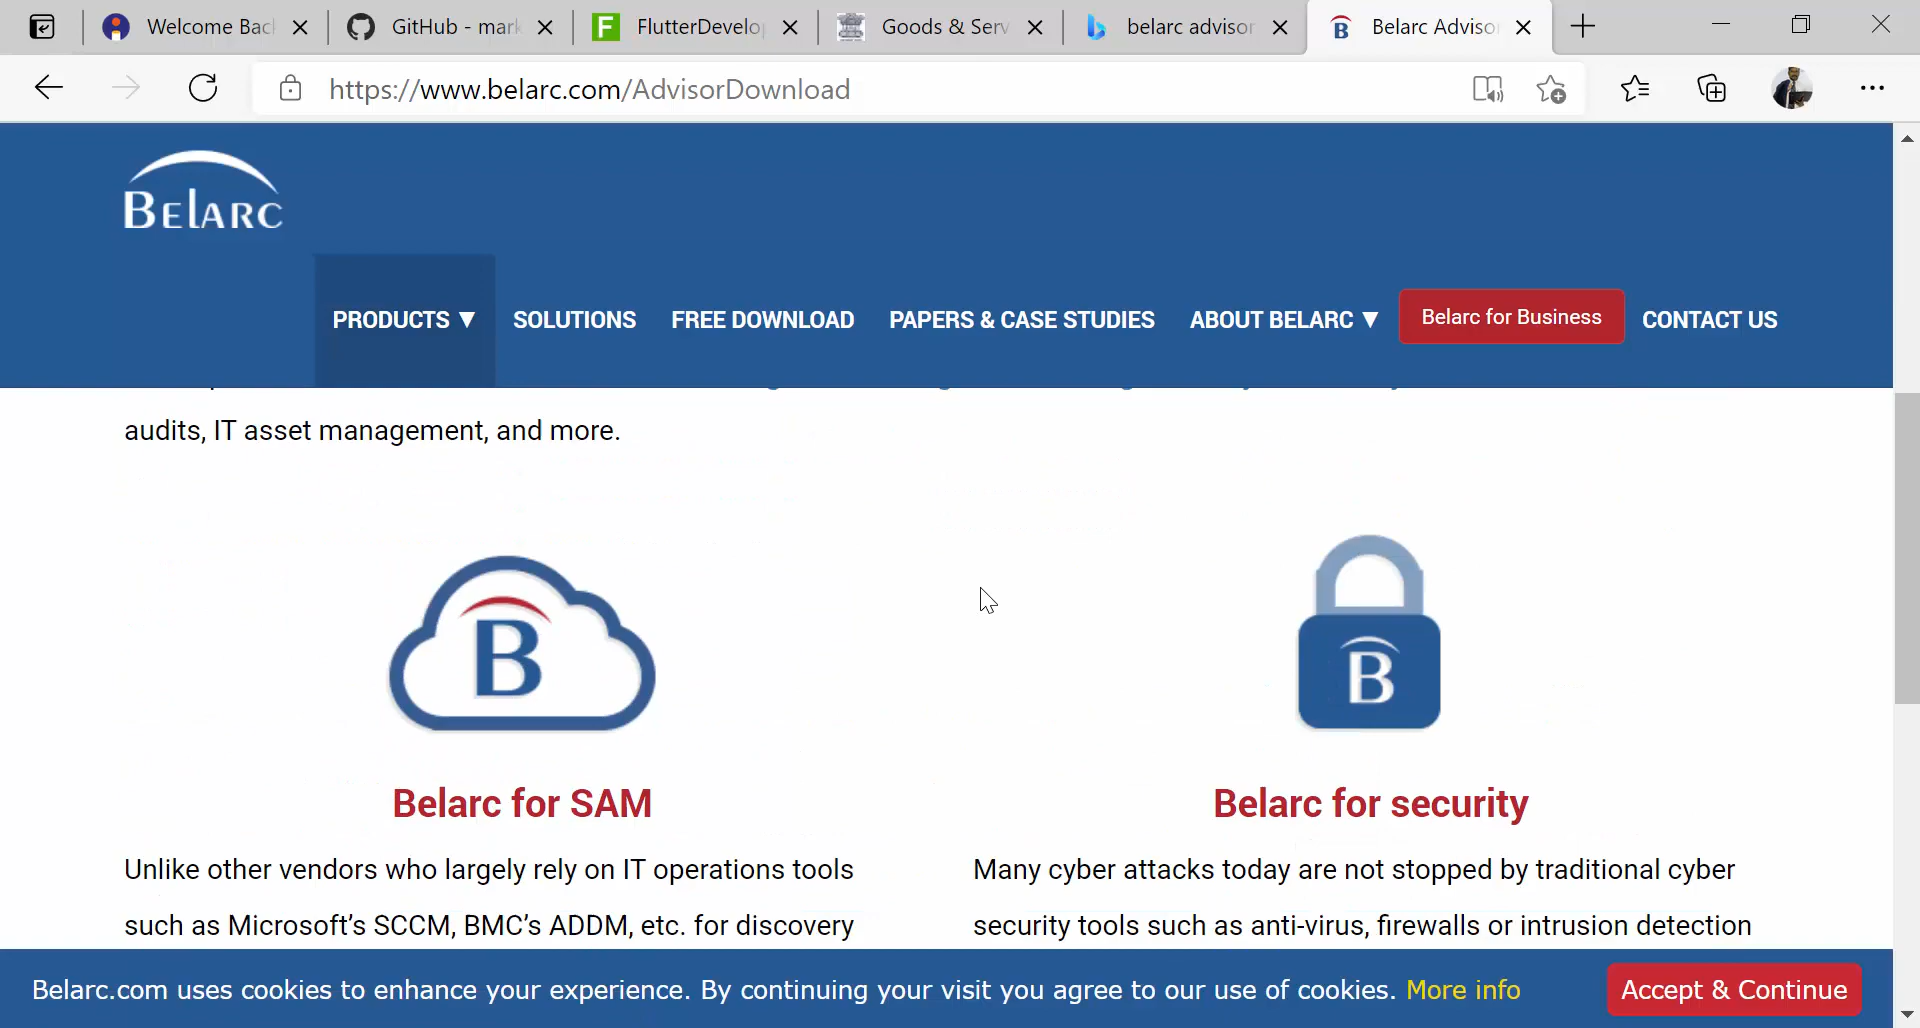 Welcome Bac
GitHub - mark
FlutterDevelo
Goods & Serv
belarc advisor
Belarc Adviso
https://www.belarc.com/AdvisorDownload
BELARC
PRODUCTS ▼
SOLUTIONS
FREE DOWNLOAD
PAPERS & CASE STUDIES
ABOUT BELARC ▼
Belarc for Business
CONTACT US
audits, IT asset management, and more.
B
B
Belarc for SAM
Unlike other vendors who largely rely on IT operations tools
such as Microsoft’s SCCM, BMC’s ADDM, etc. for discovery
Belarc for security
Many cyber attacks today are not stopped by traditional cyber
security tools such as anti-virus, firewalls or intrusion detection
Belarc.com uses cookies to enhance your experience. By continuing your visit you agree to our use of cookies. More info
Accept & Continue